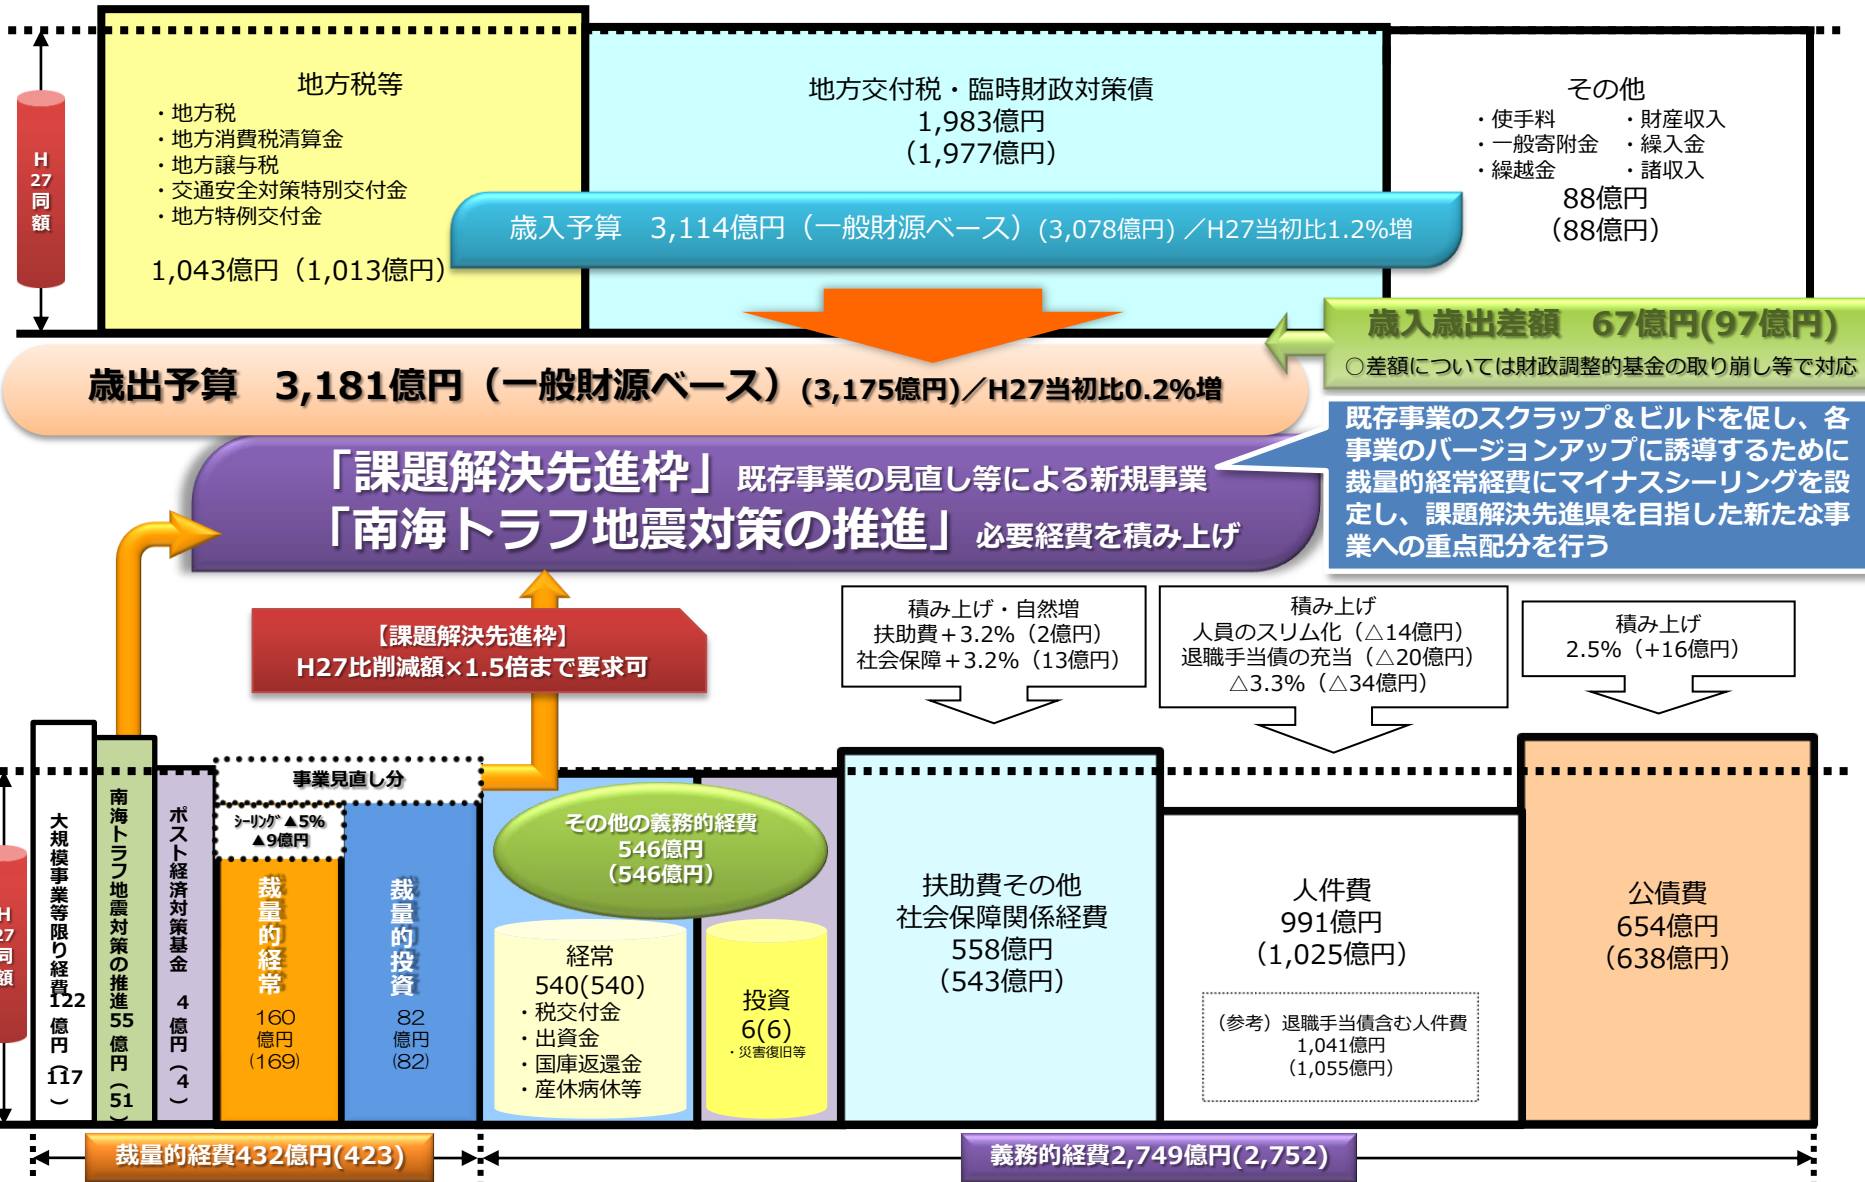 H
27
同
額
地方税等
・地方税
・地方消費税清算金
・地方譲与税
・交通安全対策特別交付金
・地方特例交付金
1,043億円（1,013億円）
地方交付税・臨時財政対策債
1,983億円
（1,977億円）
その他
・使手料　・財産収入
・一般寄附金　・繰入金
・繰越金　・諸収入
88億円
（88億円）
歳入予算　3,114億円（一般財源ベース）(3,078億円) ／H27当初比1.2%増
歳入歳出差額　67億円(97億円)
○差額については財政調整的基金の取り崩し等で対応
歳出予算　3,181億円（一般財源ベース）(3,175億円)／H27当初比0.2%増
「課題解決先進枠」既存事業の見直し等による新規事業
「南海トラフ地震対策の推進」必要経費を積み上げ
既存事業のスクラップ＆ビルドを促し、各
事業のバージョンアップに誘導するために
裁量的経常経費にマイナスシーリングを設
定し、課題解決先進県を目指した新たな事
業への重点配分を行う
【課題解決先進枠】
H27比削減額×1.5倍まで要求可
積み上げ・自然増
扶助費＋3.2%（2億円）
社会保障＋3.2%（13億円）
積み上げ
人員のスリム化（△14億円）
退職手当債の充当（△20億円）
△3.3%（△34億円）
積み上げ
2.5%（+16億円）
H
27
同
額
大規模事業等限り経費122億円（117）
南海トラフ地震対策の推進55億円（51）
ポスト経済対策基金　4億円（4）
事業見直し分
ｼｰﾘﾝｸﾞ▲5%
▲9億円
裁量的経常
160
億円
(169)
裁量的投資
82
億円
(82)
その他の義務的経費
546億円
（546億円）
経常
540(540)
・税交付金
・出資金
・国庫返還金
・産休病休等
投資
6(6)
・災害復旧等
扶助費その他
社会保障関係経費
558億円
（543億円）
人件費
991億円
（1,025億円）
（参考）退職手当債含む人件費
1,041億円
（1,055億円）
公債費
654億円
（638億円）
裁量的経費432億円(423)
義務的経費2,749億円(2,752)